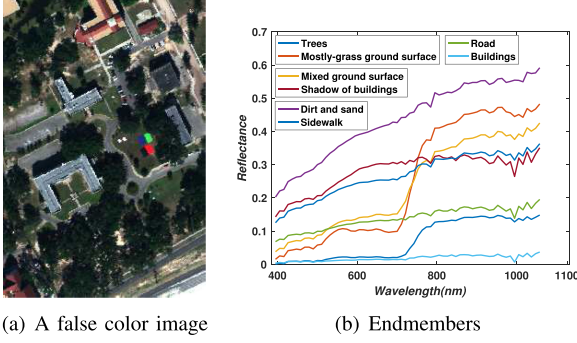 0.7
0.6
0.5
0.4
0.3
0.2
0.1
0
Reflectance
Trees
Mostly-grass ground surface
Mixed ground surface
Shadow of buildings
Dirt and sand
Sidewalk
Road
Buildings
400 600 800 1000 1100
Wavelength(nm)
(a) A false color image
(b) Endmembers